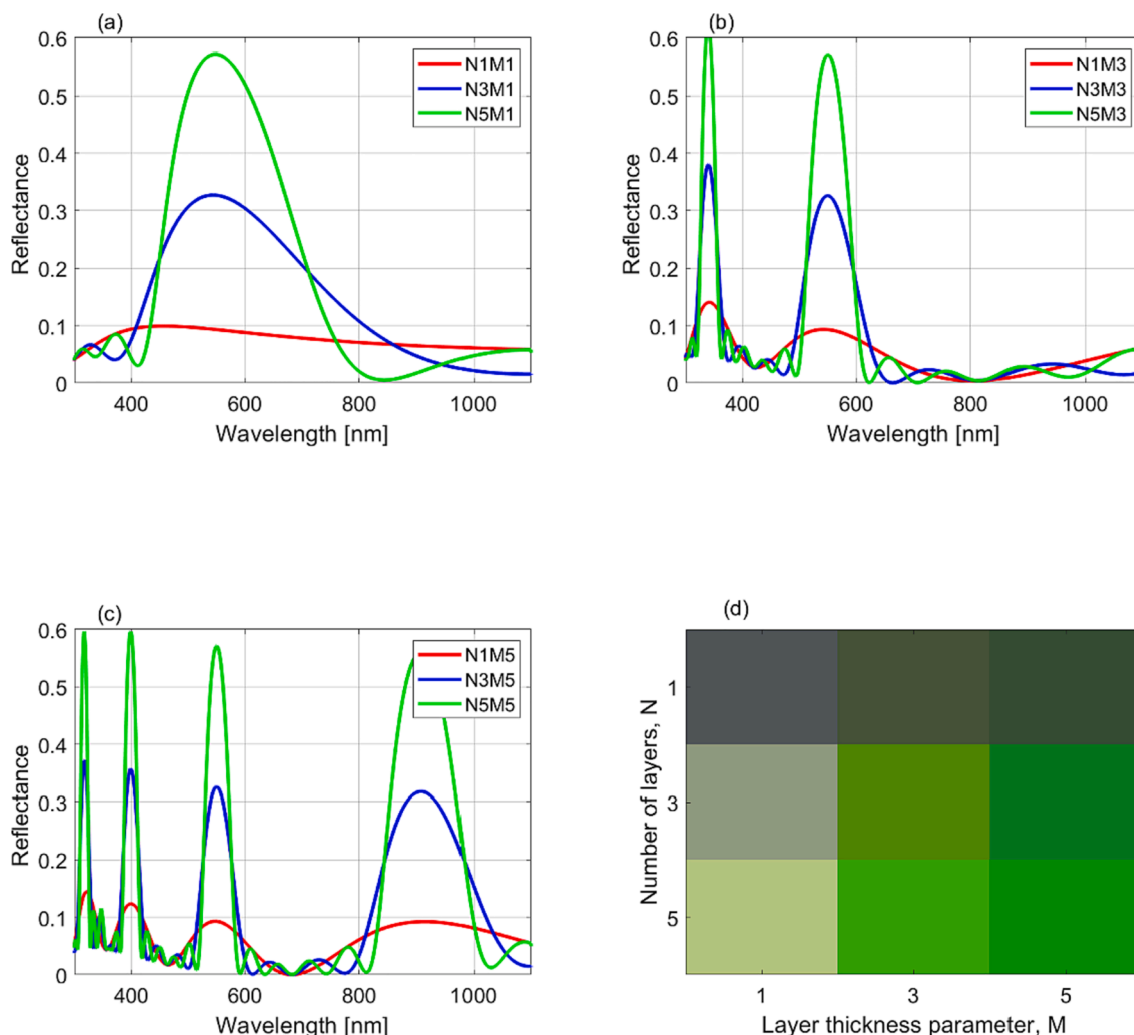 (a)
0.6
0.5
0.4
0.3
0.2
0.1
0
Reflectance
N1M1
N3M1
N5M1
400 600 800 1000
Wavelength [nm]
(b)
0.6
0.5
0.4
0.3
0.2
0.1
0
Reflectance
N1M3
N3M3
N5M3
400 600 800 1000
Wavelength [nm]
(c)
0.6
0.5
0.4
0.3
0.2
0.1
0
Reflectance
N1M5
N3M5
N5M5
400 600 800 1000
Wavelength [nm]
(d)
Number of layers, N
1
3
5
1 3 5
Layer thickness parameter, M